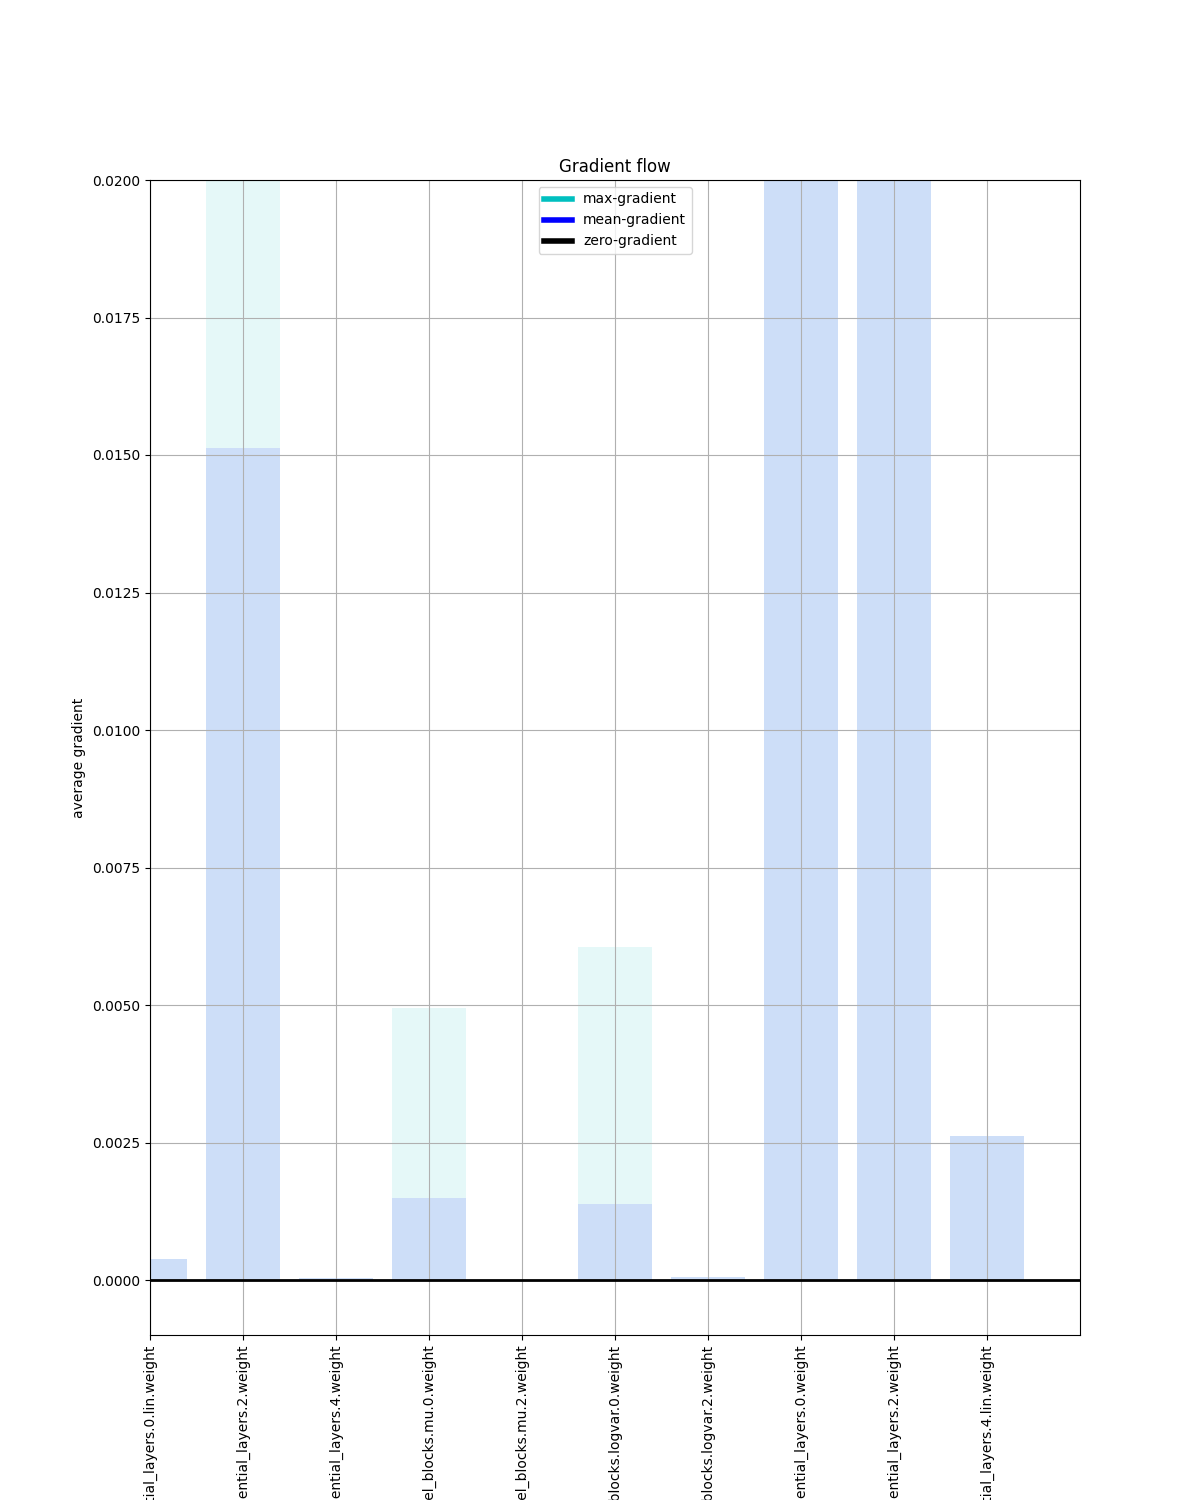 Gradient flow
max-gradient
mean-gradient
zero-gradient
average gradient
0.0200
0.0175
0.0150
0.0125
0.0100
0.0075
0.0050
0.0025
0.0000
tial_layers.0.lin.weight
ential_layers.2.weight
ential_layers.4.weight
el_blocks.mu.0.weight
el_blocks.mu.2.weight
blocks.logvar.0.weight
blocks.logvar.2.weight
ential_layers.0.weight
ential_layers.2.weight
tial_layers.4.lin.weight